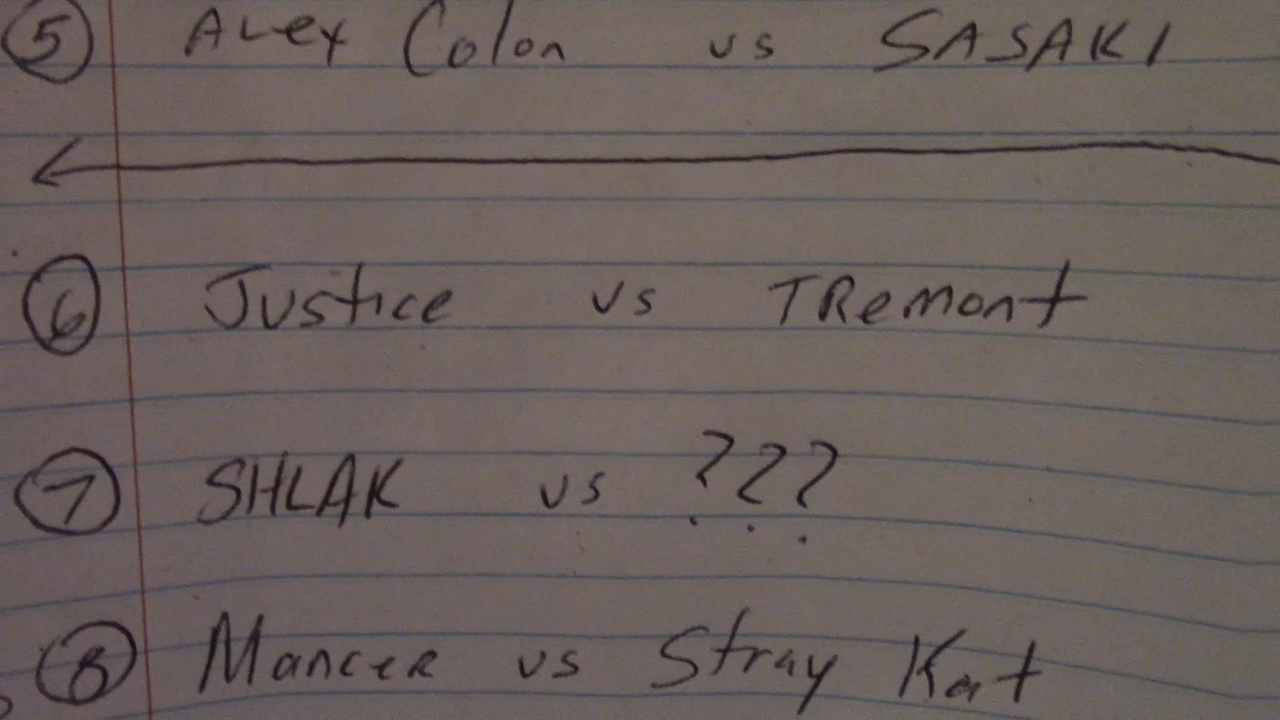 5 ALex Colon vs SASAKI
6 Justice vs TRemont
7 SHLAK vs ???
8 Mancer vs Stray Kat